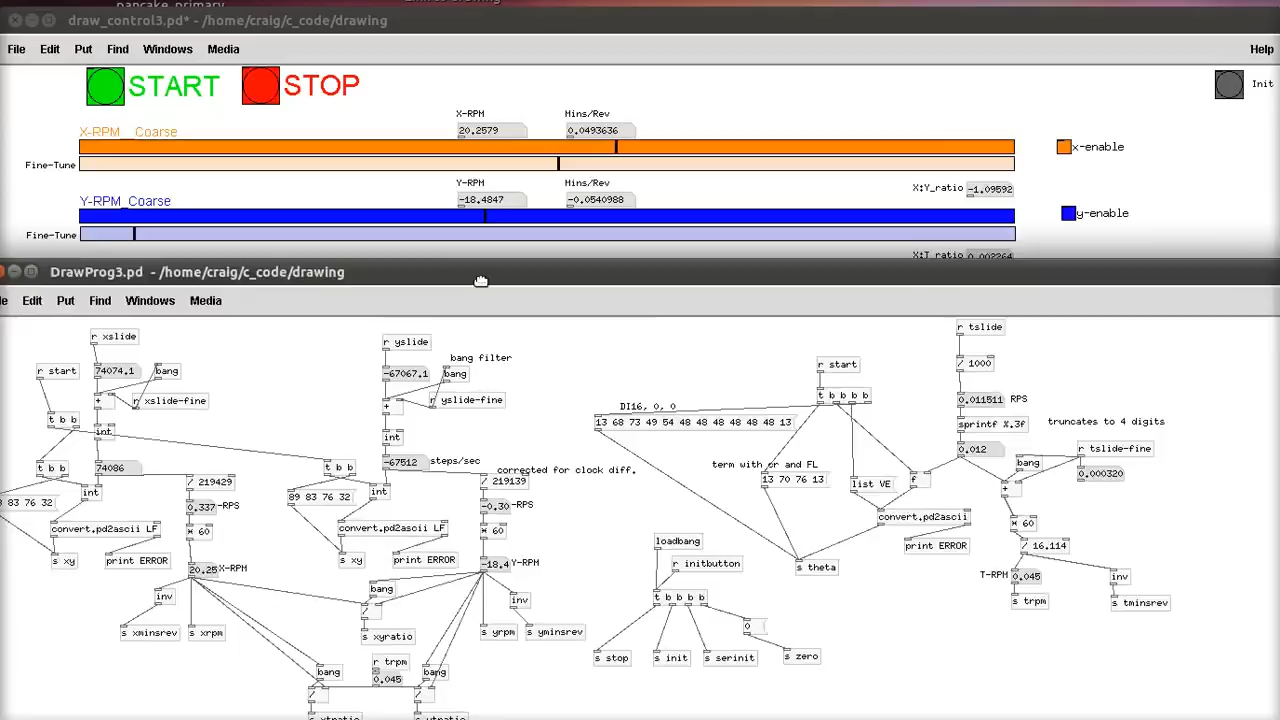 pancake_primary
draw_control3.pd* - /home/craig/c_code/drawing
File Edit Put Find Windows Media Help
START STOP Init
X-RPM Mins/Rev
X-RPM__Coarse 20.2579 0.0493636
x-enable
Fine-Tune
Y-RPM Mins/Rev X:Y_ratio -1.09592
Y-RPM_Coarse -18.4847 -0.0540988
y-enable
Fine-Tune
X:T_ratio 0.002264
DrawProg3.pd - /home/craig/c_code/drawing
le Edit Put Find Windows Media
r xslide r yslide r tslide
bang filter
r start 74074.1 bang -67067.1 bang r start / 1000
+ r xslide-fine + r yslide-fine t b b b b 0.011511 RPS
DI16, 0, 0
t b b int int 13 68 73 49 54 48 48 48 48 48 48 13 sprintf %.3f truncates to 4 digits
0.012 r tslide-fine
t b b 74086 t b b -67512 steps/sec corrected for clock diff. term with cr and FL bang 0.000320
83 76 32 int / 219429 89 83 76 32 int / 219139 13 70 76 13 list VE f +
0.337 -RPS -0.30 -RPS
convert.pd2ascii LF * 60 convert.pd2ascii LF * 60 convert.pd2ascii * 60
s xy print ERROR s xy print ERROR loadbang print ERROR / 16.114
20.25 X-RPM -18.4 Y-RPM r initbutton s theta T-RPM 0.045 inv
inv bang inv t b b b b s trpm s tminsrev
/ 0
s xminsrev s xrpm s xyratio s yrpm s yminsrev
s stop s init s serinit s zero
r trpm
bang 0.045 bang
/ /
s xtratio s ytratio